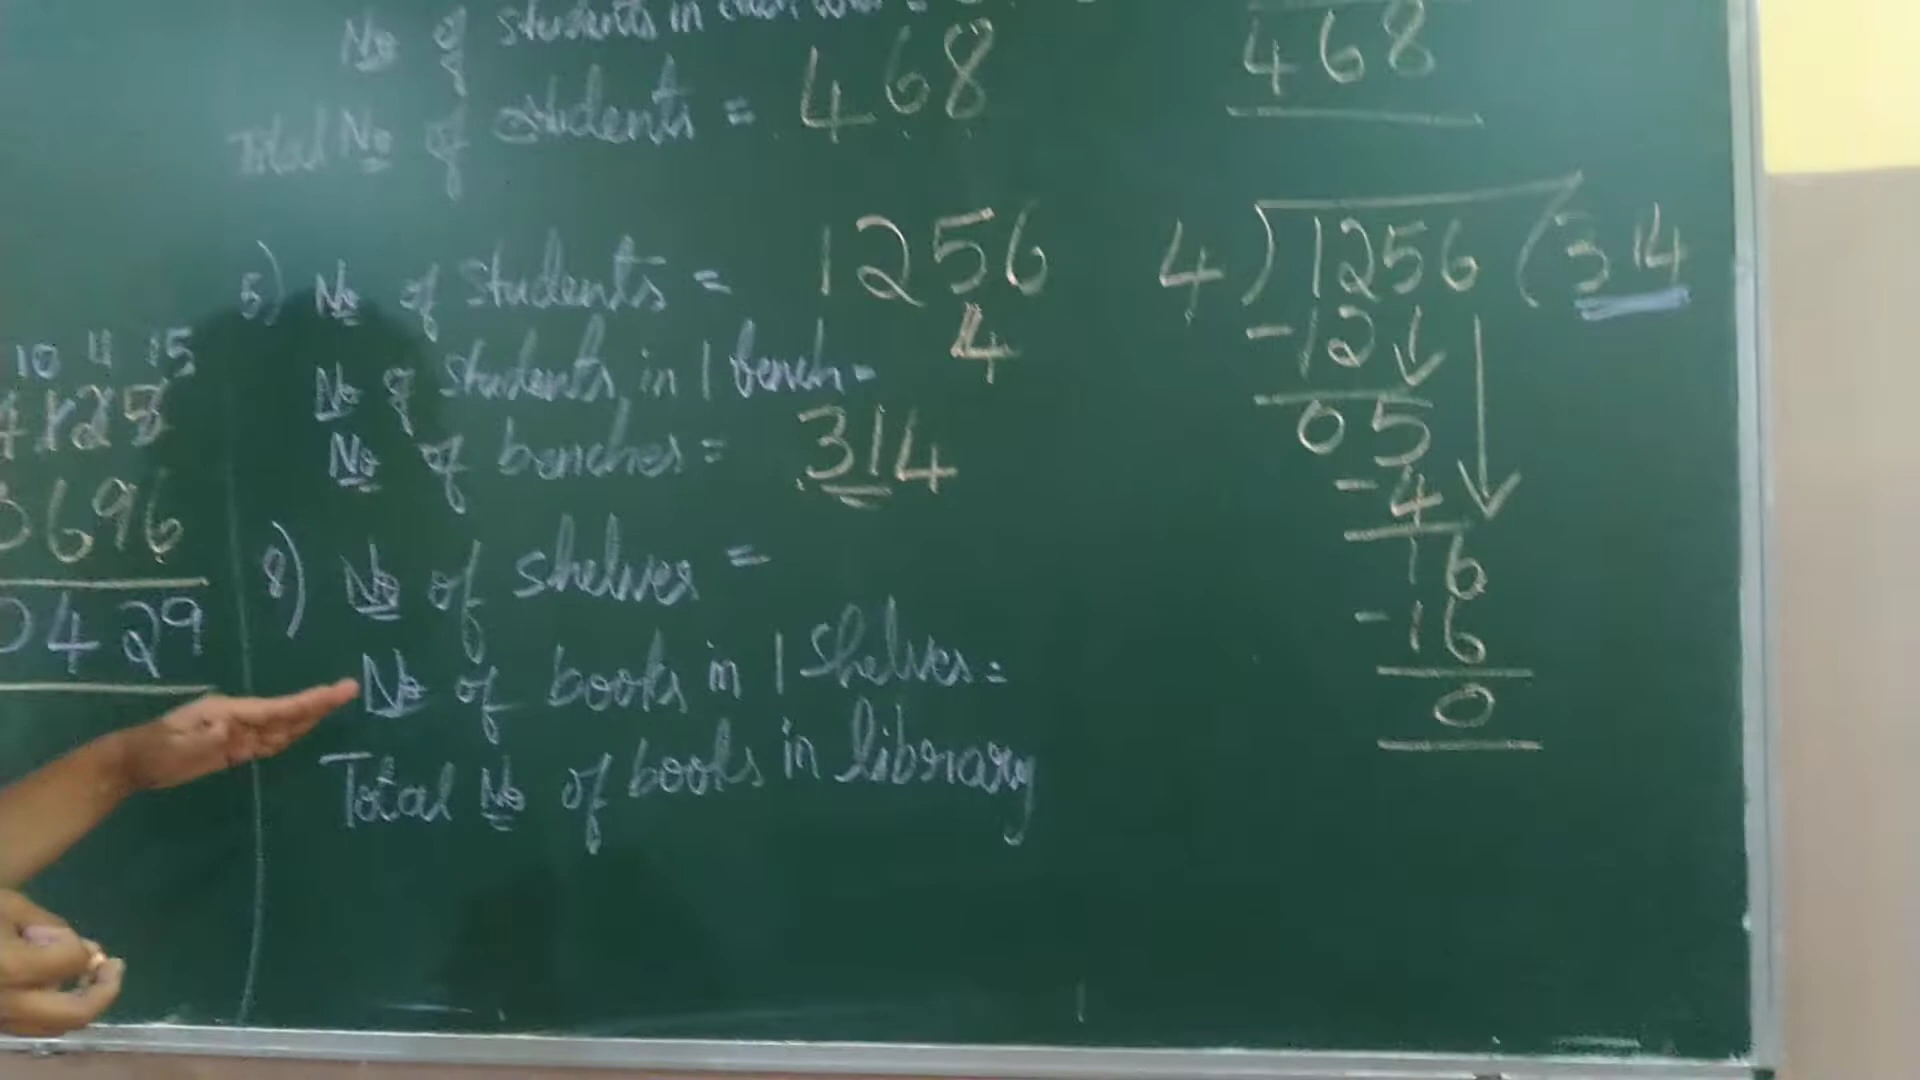 No of students in
Total No of students = 468
468
5) No of students = 1256
No of students in 1 bench = 4
No of benches = 314
4) 1256 ( 314
-12
05
-4
16
-16
0
8) No of shelves =
No of books in 1 Shelves =
Total No of books in library
10 11 15
4125
696
0429